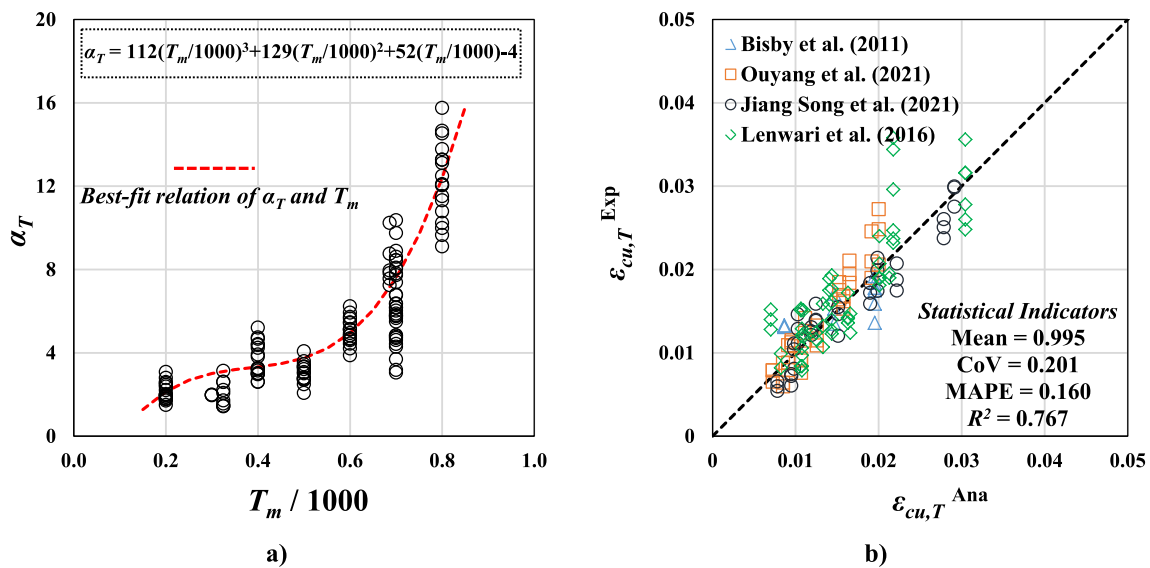 α_T = 112(T_m/1000)³+129(T_m/1000)²+52(T_m/1000)-4
20
16
12
8
4
0
α_T
Best-fit relation of α_T and T_m
0.0
0.2
0.4
0.6
0.8
1.0
T_m / 1000
a)
0.05
0.04
0.03
0.02
0.01
0
ε_cu,T^Exp
Bisby et al. (2011)
Ouyang et al. (2021)
Jiang Song et al. (2021)
Lenwari et al. (2016)
Statistical Indicators
Mean = 0.995
CoV = 0.201
MAPE = 0.160
R² = 0.767
0
0.01
0.02
0.03
0.04
0.05
ε_cu,T^Ana
b)